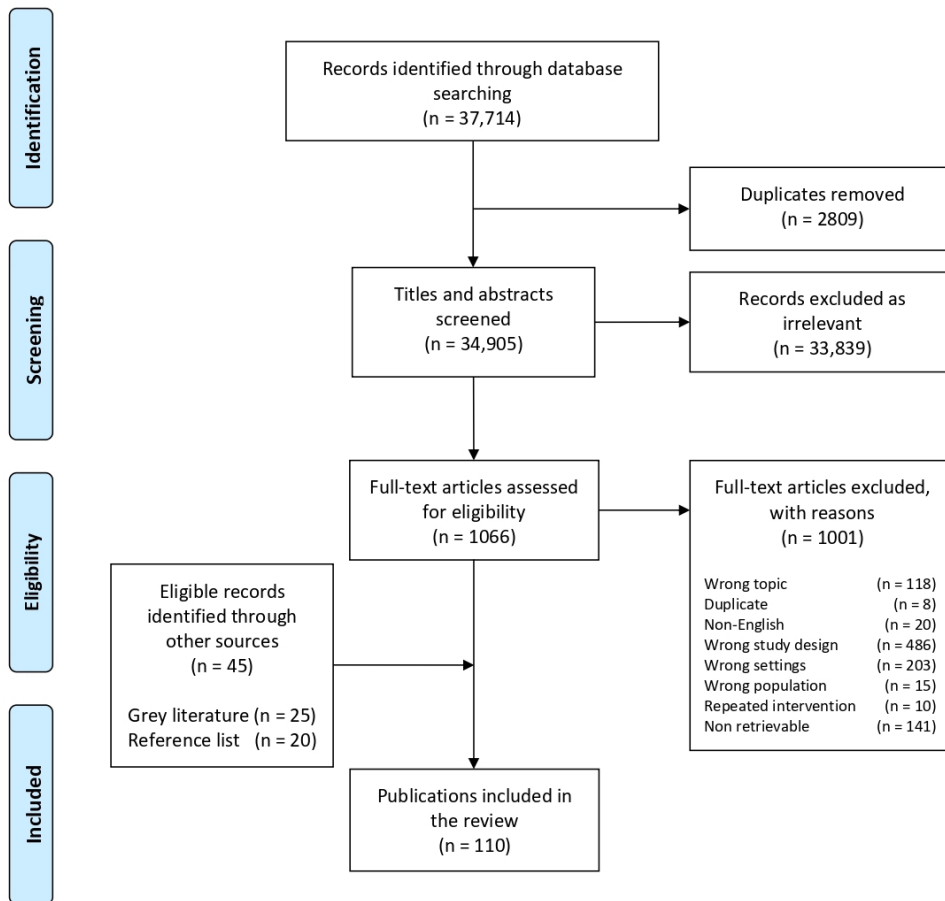 Identification
Records identified through database
searching
(n = 37,714)
Duplicates removed
(n = 2809)
Screening
Titles and abstracts
screened
(n = 34,905)
Records excluded as
irrelevant
(n = 33,839)
Eligibility
Full-text articles assessed
for eligibility
(n = 1066)
Full-text articles excluded,
with reasons
(n = 1001)
Wrong topic (n = 118)
Duplicate (n = 8)
Non-English (n = 20)
Wrong study design (n = 486)
Wrong settings (n = 203)
Wrong population (n = 15)
Repeated intervention (n = 10)
Non retrievable (n = 141)
Eligible records
identified through
other sources
(n = 45)
Grey literature (n = 25)
Reference list (n = 20)
Included
Publications included in
the review
(n = 110)